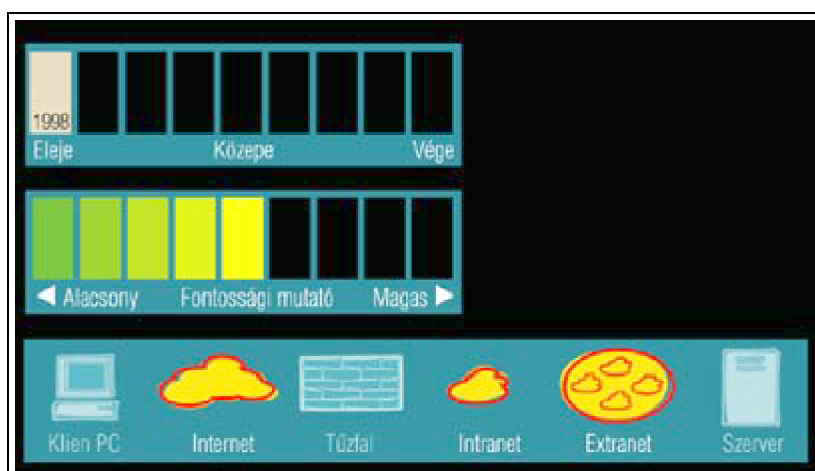 1998
Eleje Közepe Vége
Alacsony Fontossági mutató Magas
Klien PC Internet Tűzfal Intranet Extranet Szerver